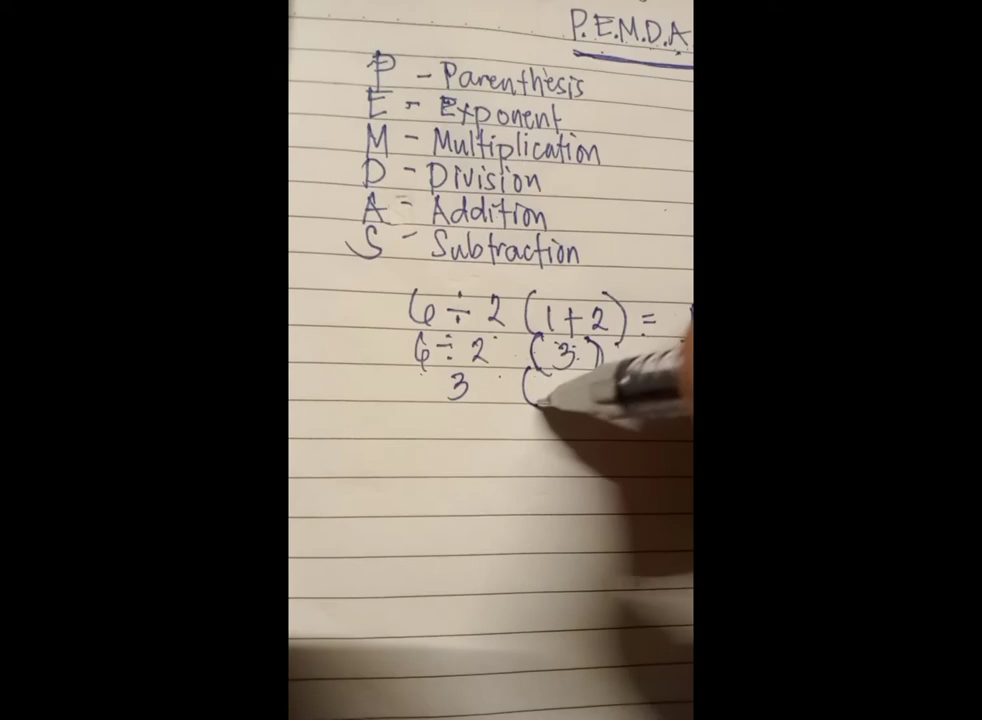 P.E.M.D.A
P - Parenthesis
E - Exponent
M - Multiplication
D - Division
A - Addition
S - Subtraction
6 ÷ 2 (1+2) =
6 ÷ 2 (3)
3 (